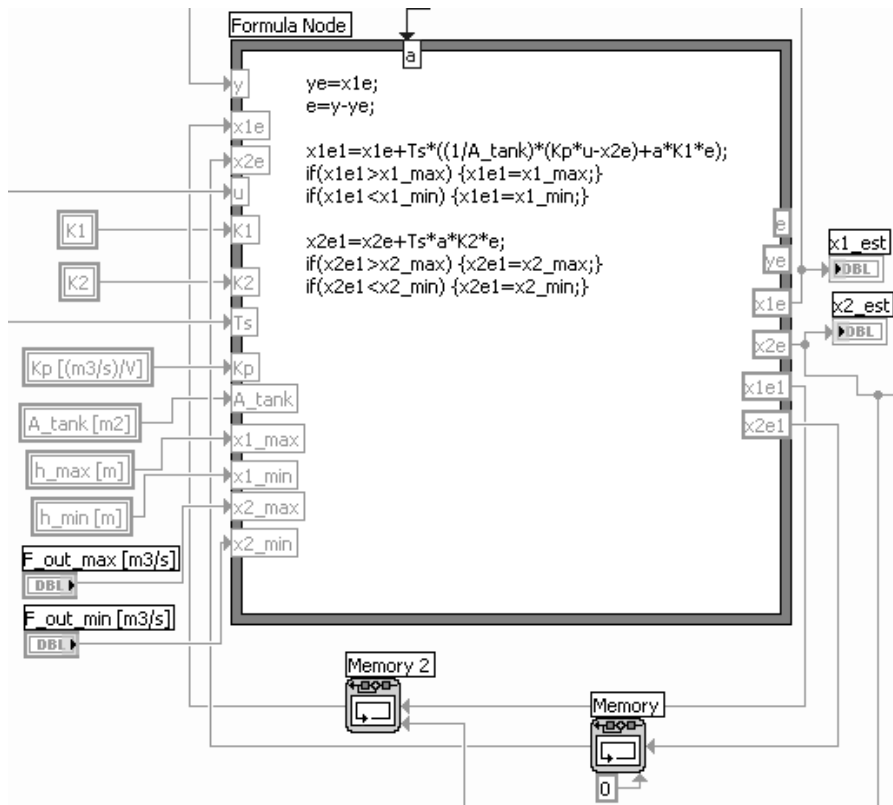 Formula Node
a
y
x1e
x2e
u
K1
K2
Ts
Kp
A_tank
x1_max
x1_min
x2_max
x2_min
ye=x1e;
e=y-ye;
x1e1=x1e+Ts*((1/A_tank)*(Kp*u-x2e)+a*K1*e);
if(x1e1>x1_max) {x1e1=x1_max;}
if(x1e1<x1_min) {x1e1=x1_min;}
x2e1=x2e+Ts*a*K2*e;
if(x2e1>x2_max) {x2e1=x2_max;}
if(x2e1<x2_min) {x2e1=x2_min;}
K1
K2
Kp [(m3/s)/V]
A_tank [m2]
h_max [m]
h_min [m]
F_out_max [m3/s]
DBL
F_out_min [m3/s]
DBL
e
ye
x1e
x2e
x1e1
x2e1
x1_est
DBL
x2_est
DBL
Memory 2
Memory
0